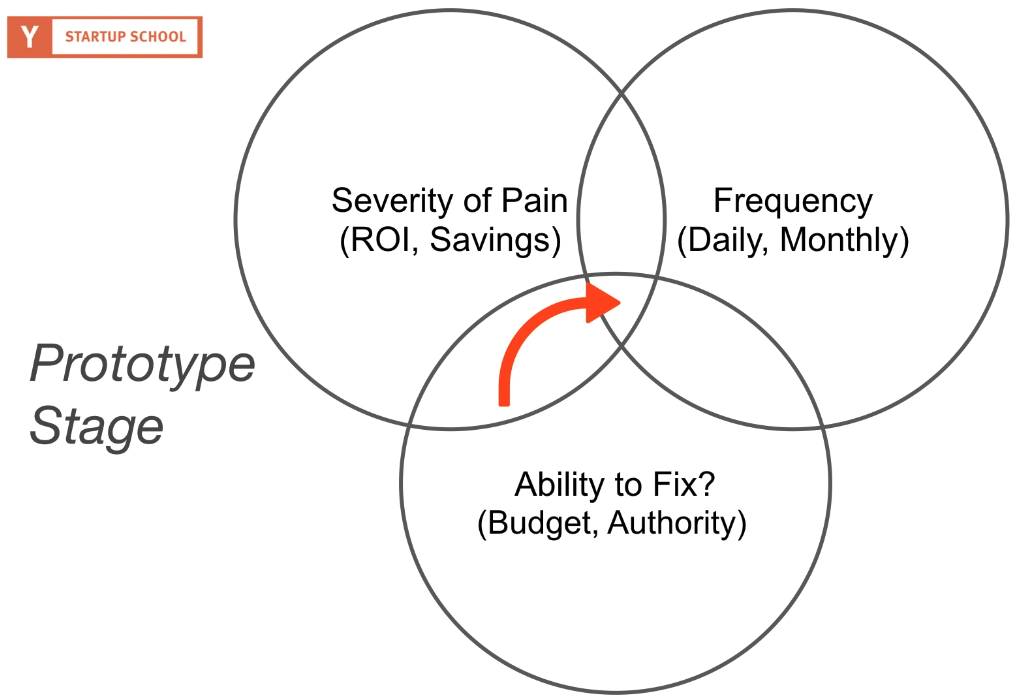 Y STARTUP SCHOOL
Severity of Pain
(ROI, Savings)
Frequency
(Daily, Monthly)
Prototype
Stage
Ability to Fix?
(Budget, Authority)